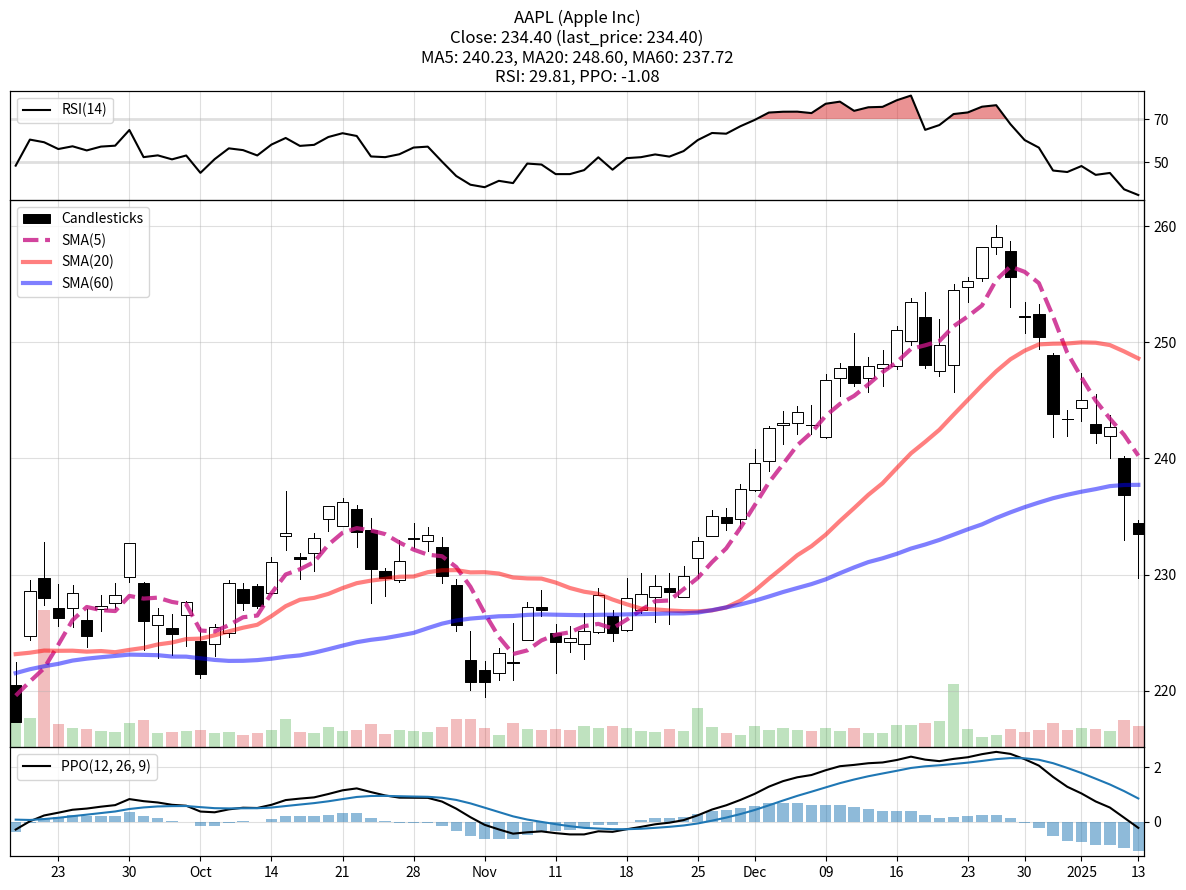 AAPL (Apple Inc)
Close: 234.40 (last_price: 234.40)
MA5: 240.23, MA20: 248.60, MA60: 237.72
RSI: 29.81, PPO: -1.08
RSI(14)
70
50
Candlesticks
SMA(5)
SMA(20)
SMA(60)
260
250
240
230
220
PPO(12, 26, 9)
2
0
23 30 Oct 14 21 28 Nov 11 18 25 Dec 09 16 23 30 2025 13